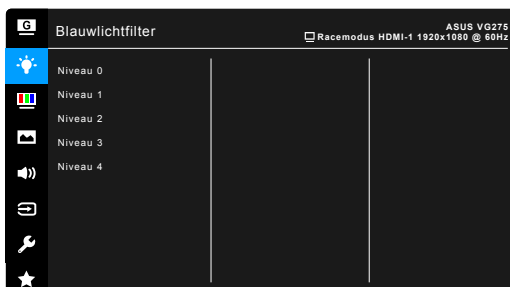 G
Blauwlichtfilter
ASUS VG275
Racemodus HDMI-1 1920x1080 @ 60Hz
Niveau 0
Niveau 1
Niveau 2
Niveau 3
Niveau 4